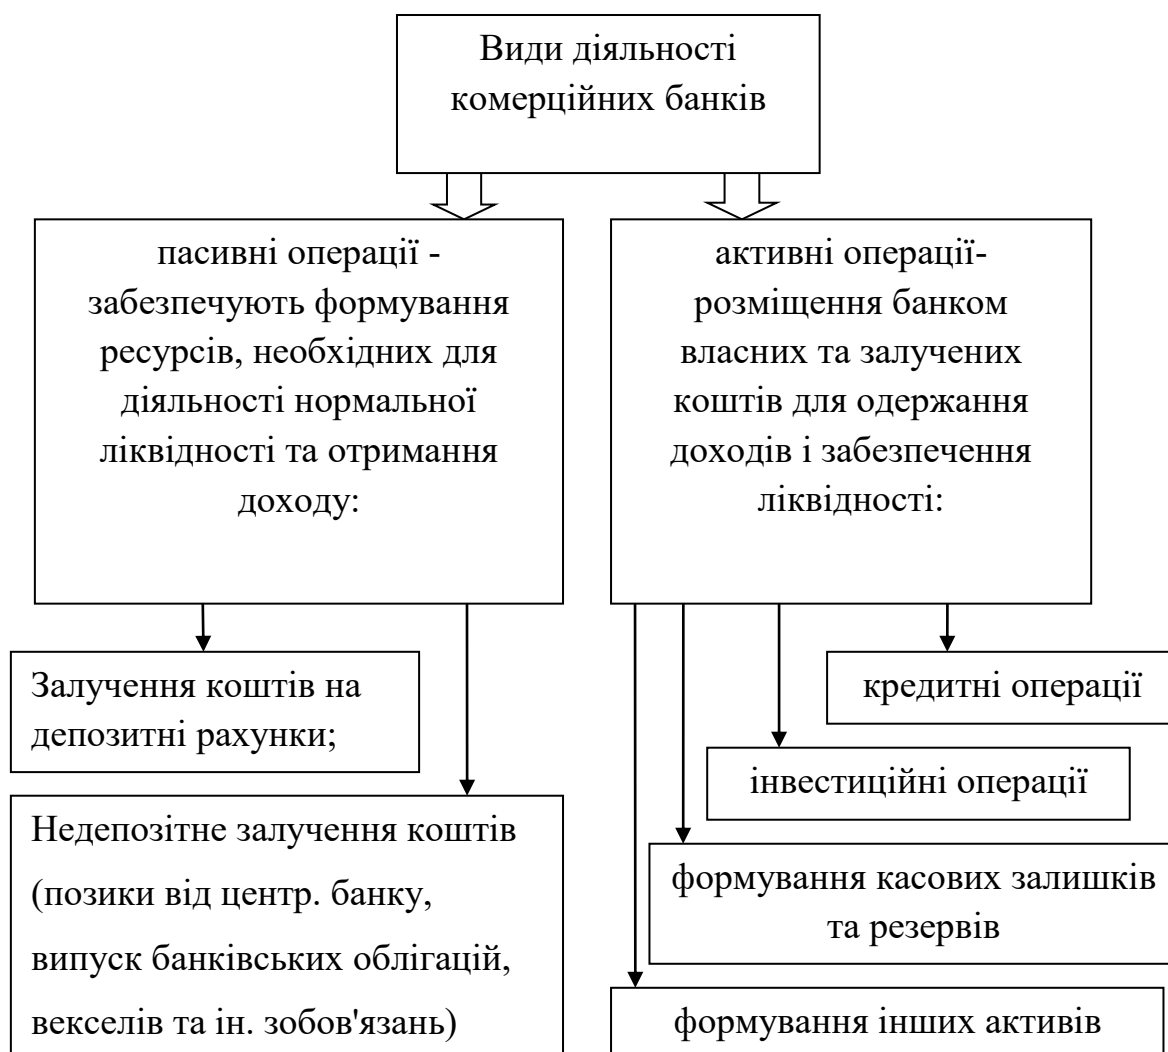 Види діяльності
комерційних банків
пасивні операції -
забезпечують формування
ресурсів, необхідних для
діяльності нормальної
ліквідності та отримання
доходу:
активні операції-
розміщення банком
власних та залучених
коштів для одержання
доходів і забезпечення
ліквідності:
Залучення коштів на
депозитні рахунки;
Недепозітне залучення коштів
(позики від центр. банку,
випуск банківських облігацій,
векселів та ін. зобов'язань)
кредитні операції
інвестиційні операції
формування касових залишків
та резервів
формування інших активів